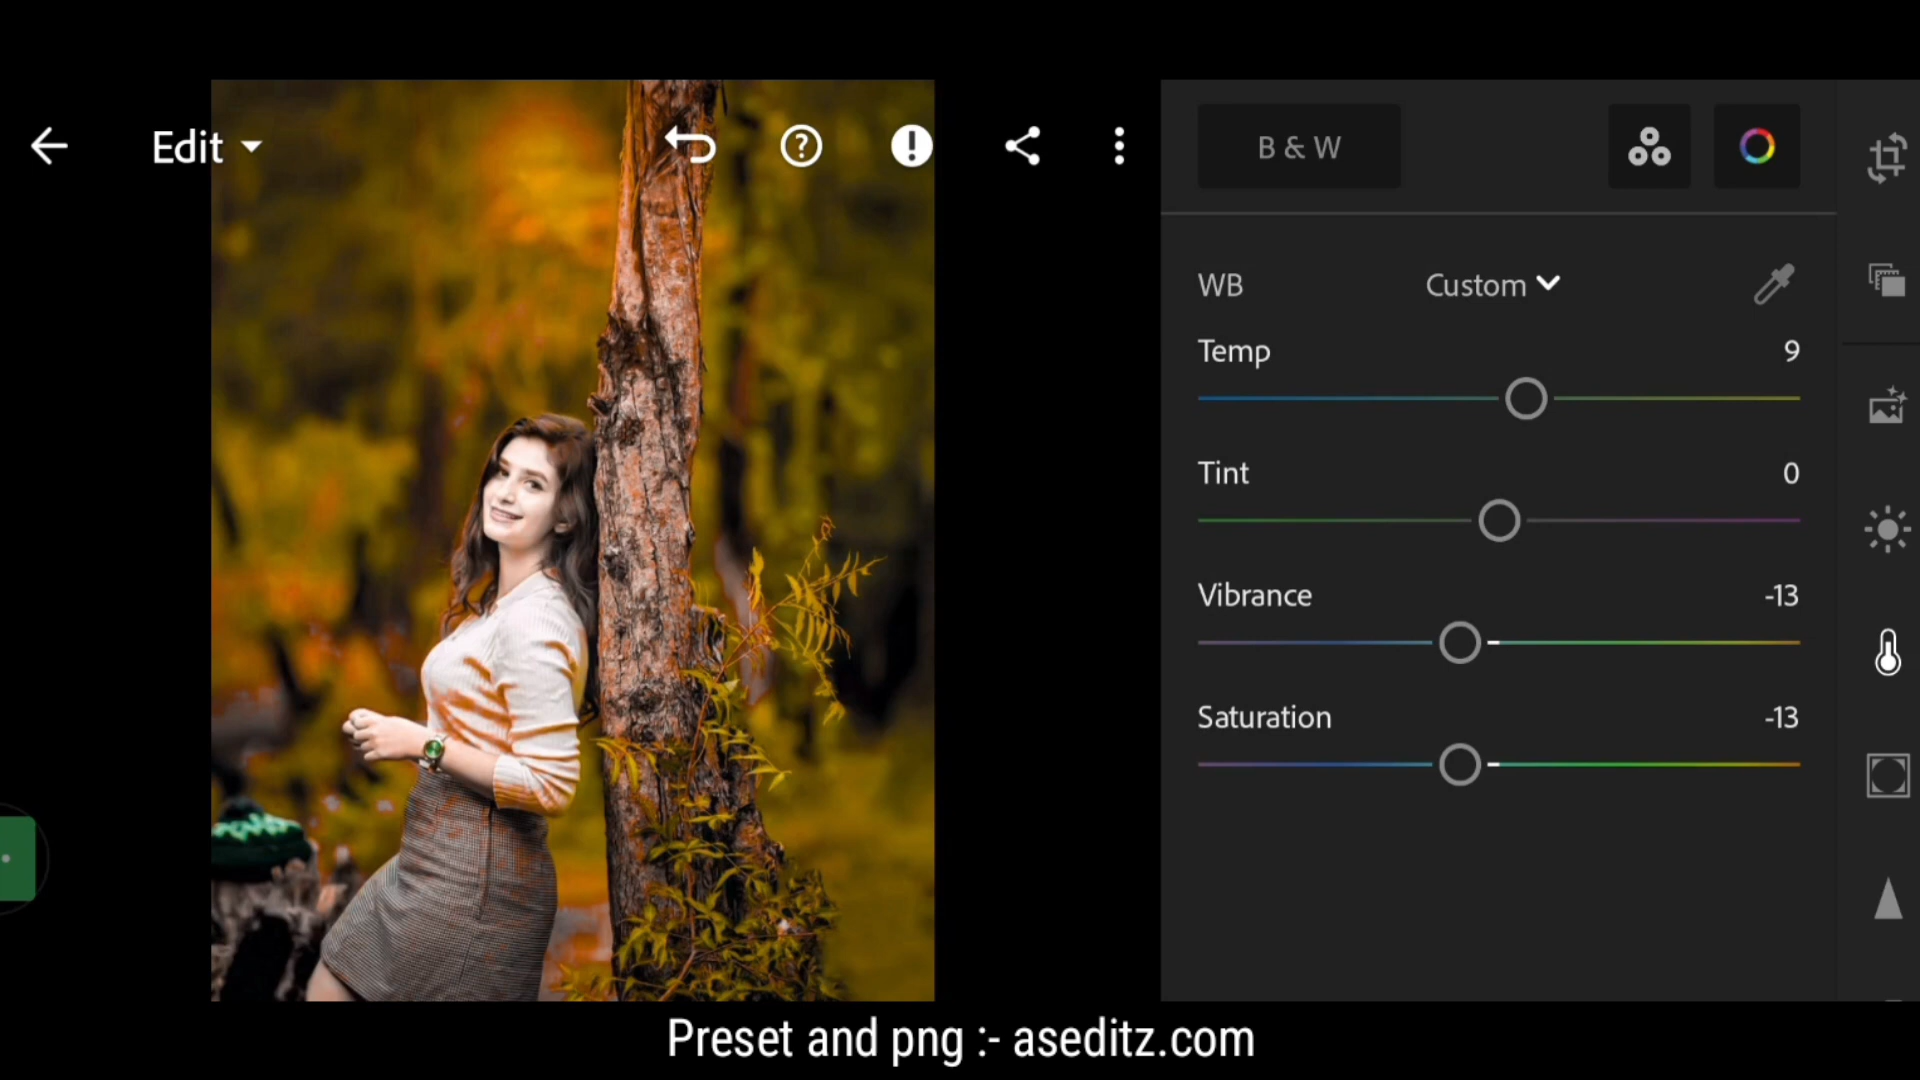 Edit
B & W
WB Custom
Temp 9
Tint 0
Vibrance -13
Saturation -13
Preset and png :- aseditz.com